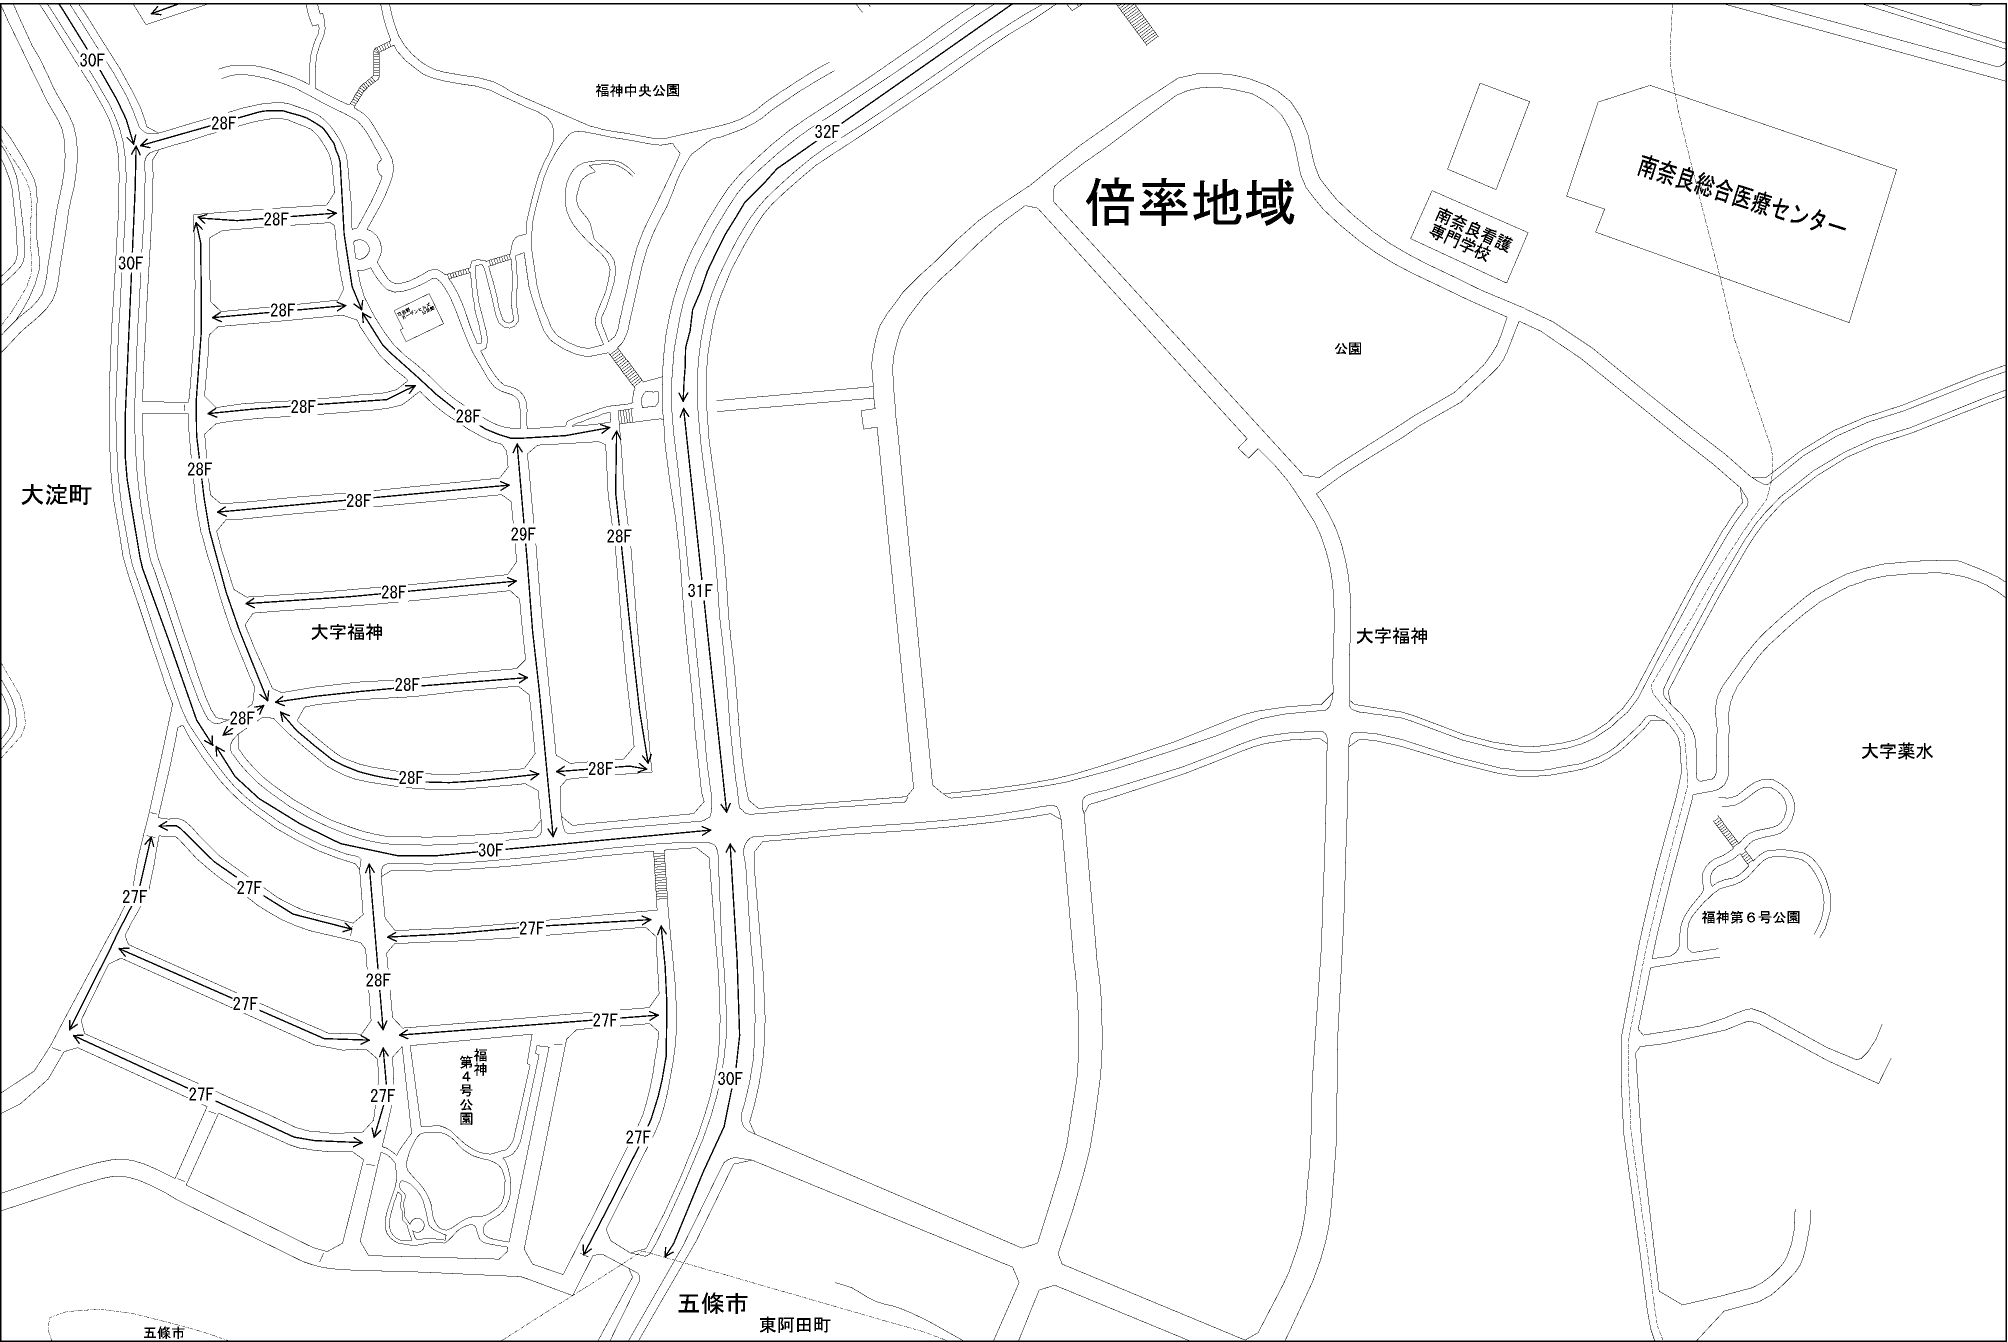 30F
福神中央公園
28F
32F
南奈良総合医療センター
倍率地域
南奈良看護
専門学校
28F
30F
28F
公園
28F
28F
28F
大淀町
28F
29F
28F
31F
28F
大字福神
大字福神
28F
28F
大字薬水
28F
28F
30F
27F
27F
福神第６号公園
27F
28F
27F
27F
福神
第４号公園
30F
27F
27F
27F
五條市
東阿田町
五條市